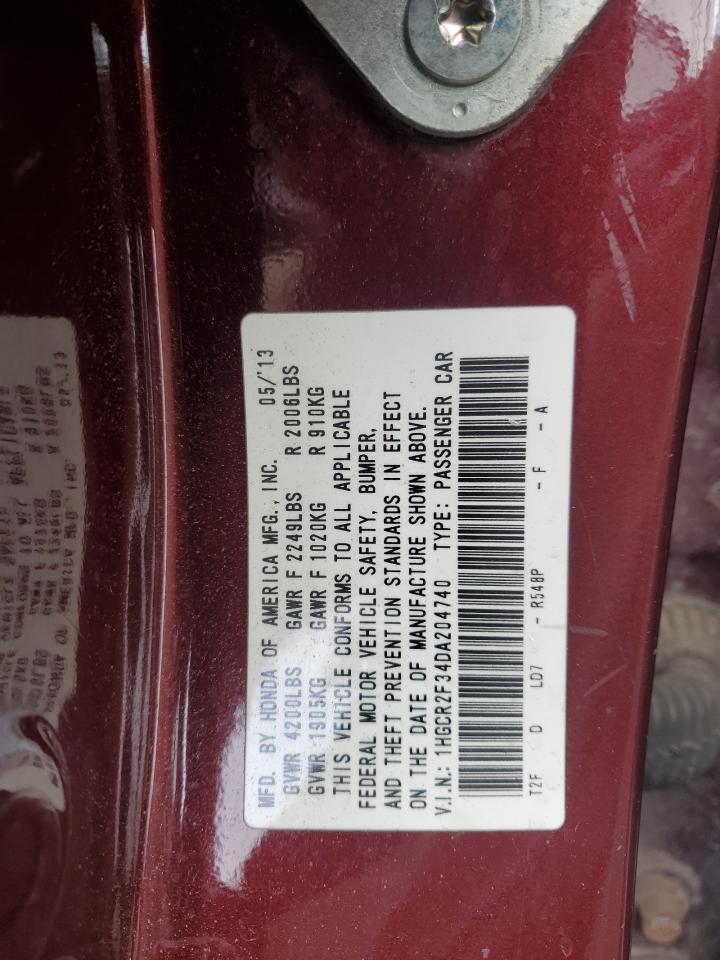 MFD. BY HONDA OF AMERICA MFG., INC. 05/'13
GVWR 4200LBS GAWR F 2249LBS R 2006LBS
GVWR 1905KG GAWR F 1020KG R 910KG
THIS VEHICLE CONFORMS TO ALL APPLICABLE
FEDERAL MOTOR VEHICLE SAFETY, BUMPER,
AND THEFT PREVENTION STANDARDS IN EFFECT
ON THE DATE OF MANUFACTURE SHOWN ABOVE.
V.I.N.: 1HGCR2F34DA204740 TYPE: PASSENGER CAR
T2F D LD7 - R548P - F - A